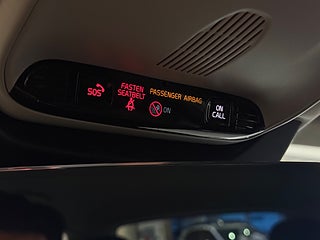 SOS
FASTEN
SEATBELT
PASSENGER AIRBAG
ON
ON
CALL